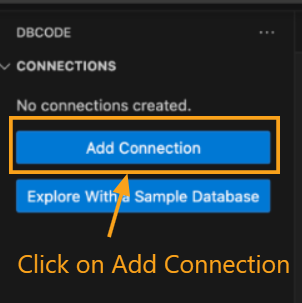 DBCODE ...
CONNECTIONS
No connections created.
Add Connection
Explore With a Sample Database
Click on Add Connection